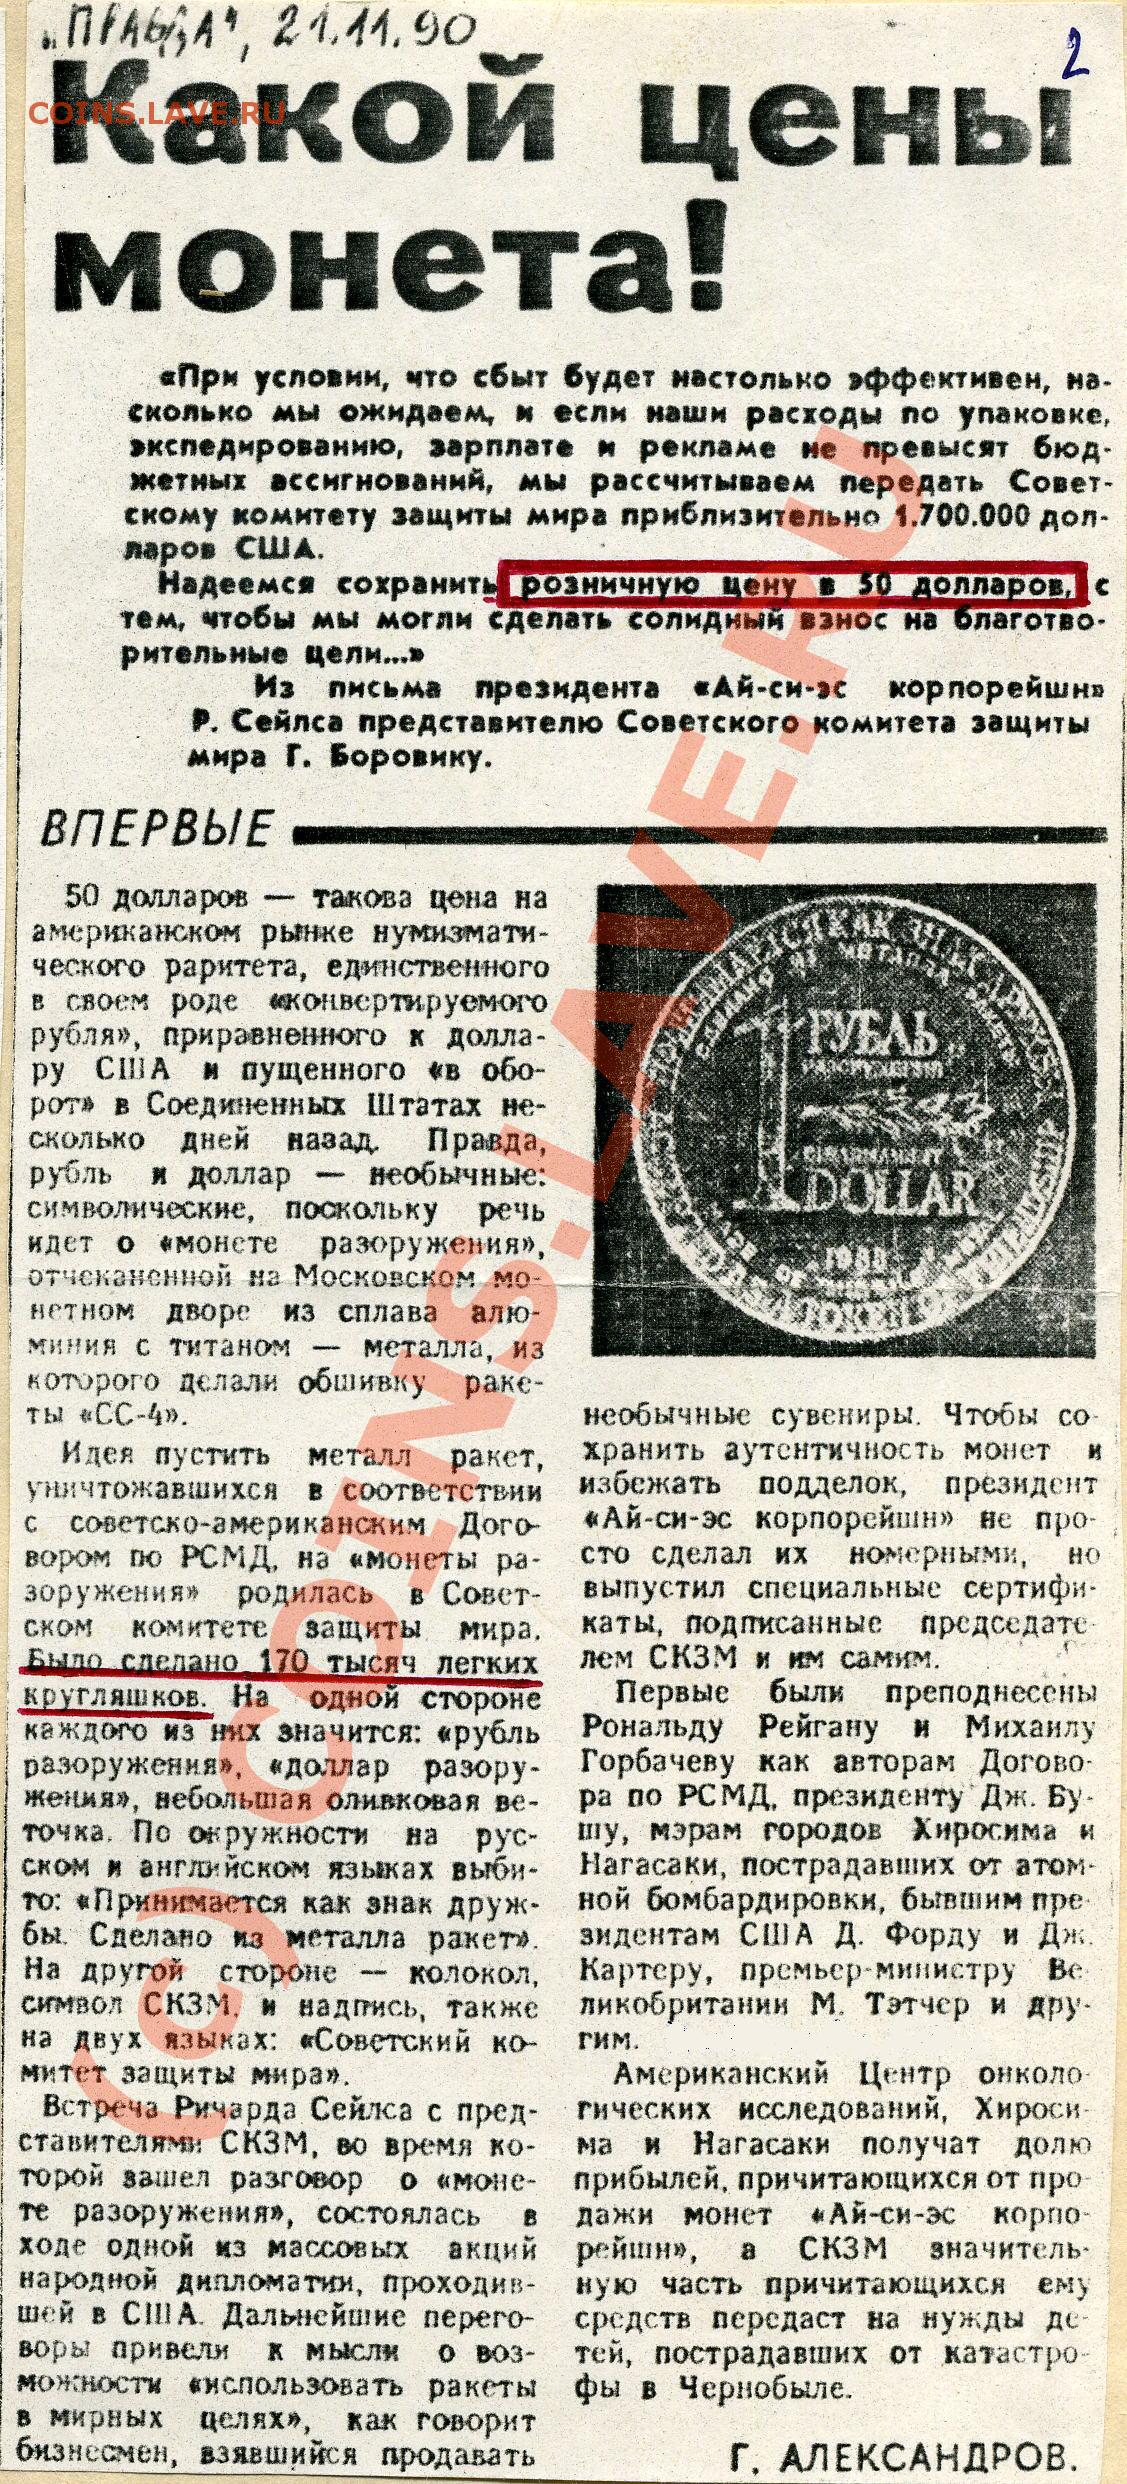 "ПРАВДА", 21.11.90
2
COINS.LAVE.RU
Какой цены
монета!
«При условии, что сбыт будет настолько эффективен, на-
сколько мы ожидаем, и если наши расходы по упаковке,
экспедированию, зарплате и рекламе не превысят бюд-
жетных ассигнований, мы рассчитываем передать Совет-
скому комитету защиты мира приблизительно 1.700.000 дол-
ларов США.
Надеемся сохранить розничную цену в 50 долларов, с
тем, чтобы мы могли сделать солидный взнос на благотво-
рительные цели...»
Из письма президента «Ай-си-эс корпорейшн»
Р. Сейлса представителю Советского комитета защиты
мира Г. Боровику.
ВПЕРВЫЕ
50 долларов — такова цена на
американском рынке нумизмати-
ческого раритета, единственного
в своем роде «конвертируемого
рубля», приравненного к долла-
ру США и пущенного «в обо-
рот» в Соединенных Штатах не-
сколько дней назад. Правда,
рубль и доллар — необычные:
символические, поскольку речь
идет о «монете разоружения»,
отчеканенной на Московском мо-
нетном дворе из сплава алю-
миния с титаном — металла, из
которого делали обшивку раке-
ты «СС-4».
Идея пустить металл ракет,
уничтожавшихся в соответствии
с советско-американским Дого-
вором по РСМД, на «монеты ра-
зоружения» родилась в Совет-
ском комитете защиты мира.
Было сделано 170 тысяч легких
кругляшков. На одной стороне
каждого из них значится: «рубль
разоружения», «доллар разору-
жения», небольшая оливковая ве-
точка. По окружности на рус-
ском и английском языках выби-
то: «Принимается как знак друж-
бы. Сделано из металла ракет».
На другой стороне — колокол,
символ СКЗМ, и надпись, также
на двух языках: «Советский ко-
митет защиты мира».
Встреча Ричарда Сейлса с пред-
ставителями СКЗМ, во время ко-
торой зашел разговор о «моне-
те разоружения», состоялась в
ходе одной из массовых акций
народной дипломатии, проходив-
шей в США. Дальнейшие перего-
воры привели к мысли о воз-
можности «использовать ракеты
в мирных целях», как говорит
бизнесмен, взявшийся продавать
РУБЛЬ
1
DOLLAR
1988
необычные сувениры. Чтобы со-
хранить аутентичность монет и
избежать подделок, президент
«Ай-си-эс корпорейшн» не про-
сто сделал их номерными, но
выпустил специальные сертифи-
каты, подписанные председате-
лем СКЗМ и им самим.
Первые были преподнесены
Рональду Рейгану и Михаилу
Горбачеву как авторам Догово-
ра по РСМД, президенту Дж. Бу-
шу, мэрам городов Хиросима и
Нагасаки, пострадавших от атом-
ной бомбардировки, бывшим пре-
зидентам США Д. Форду и Дж.
Картеру, премьер-министру Ве-
ликобритании М. Тэтчер и дру-
гим.
Американский Центр онколо-
гических исследований, Хироси-
ма и Нагасаки получат долю
прибылей, причитающихся от про-
дажи монет «Ай-си-эс корпо-
рейшн», а СКЗМ значитель-
ную часть причитающихся ему
средств передаст на нужды де-
тей, пострадавших от катастро-
фы в Чернобыле.
Г. АЛЕКСАНДРОВ.
(c) COINS.LAVE.RU